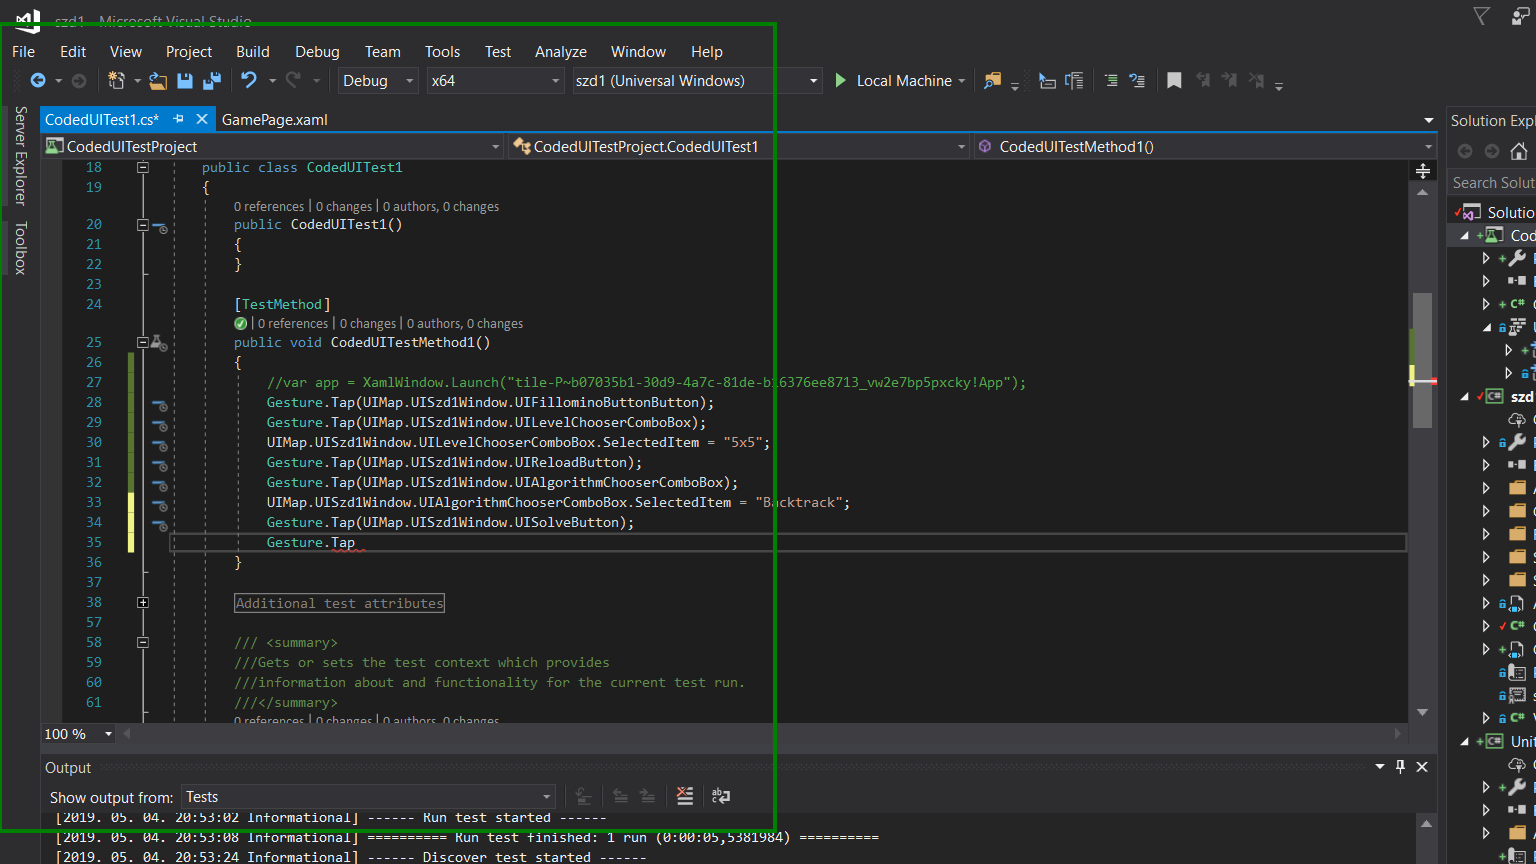 szd1 - Microsoft Visual Studio
File Edit View Project Build Debug Team Tools Test Analyze Window Help
Debug x64 szd1 (Universal Windows) Local Machine
Server Explorer
Toolbox
CodedUITest1.cs* GamePage.xaml
CodedUITestProject CodedUITestProject.CodedUITest1 CodedUITestMethod1()
18 public class CodedUITest1
19 {
0 references | 0 changes | 0 authors, 0 changes
20 public CodedUITest1()
21 {
22 }
23
24 [TestMethod]
| 0 references | 0 changes | 0 authors, 0 changes
25 public void CodedUITestMethod1()
26 {
27 //var app = XamlWindow.Launch("tile-P~b07035b1-30d9-4a7c-81de-b 6376ee8713_vw2e7bp5pxcky!App");
28 Gesture.Tap(UIMap.UISzd1Window.UIFillominoButtonButton);
29 Gesture.Tap(UIMap.UISzd1Window.UILevelChooserComboBox);
30 UIMap.UISzd1Window.UILevelChooserComboBox.SelectedItem = "5x5";
31 Gesture.Tap(UIMap.UISzd1Window.UIReloadButton);
32 Gesture.Tap(UIMap.UISzd1Window.UIAlgorithmChooserComboBox);
33 UIMap.UISzd1Window.UIAlgorithmChooserComboBox.SelectedItem = "Backtrack";
34 Gesture.Tap(UIMap.UISzd1Window.UISolveButton);
35 Gesture.Tap
36 }
37
38 Additional test attributes
57
58 /// <summary>
59 ///Gets or sets the test context which provides
60 ///information about and functionality for the current test run.
61 ///</summary>
0 references | 0 changes | 0 authors, 0 changes
100 %
Output
Show output from: Tests
[2019. 05. 04. 20:53:02 Informational] ------ Run test started ------
[2019. 05. 04. 20:53:08 Informational] ========== Run test finished: 1 run (0:00:05,5381984) ==========
[2019. 05. 04. 20:53:24 Informational] ------ Discover test started ------
Solution Expl
Search Solut
Solutio
Cod
szd
Unit